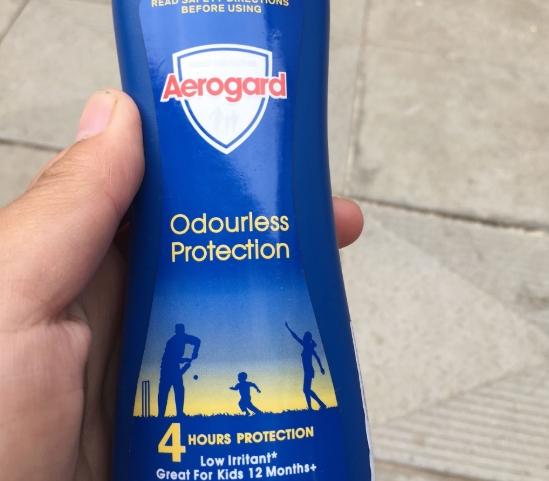 READ SAFETY DIRECTIONS
BEFORE USING
Aerogard
Odourless
Protection
4 HOURS PROTECTION
Low Irritant*
Great For Kids 12 Months+